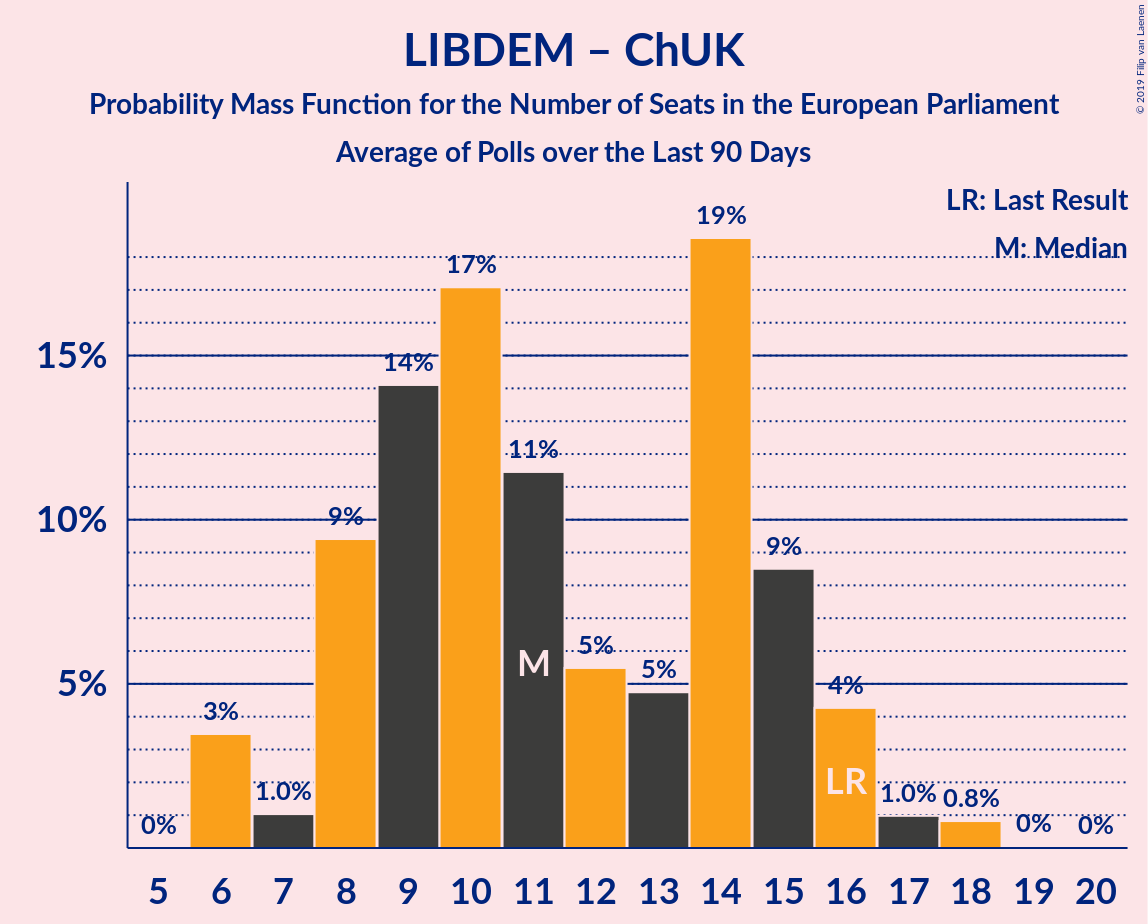 LIBDEM – ChUK
Probability Mass Function for the Number of Seats in the European Parliament
Average of Polls over the Last 90 Days
© 2019 Filip van Laenen
LR: Last Result
M: Median
15%
10%
5%
0%
3%
1.0%
9%
14%
17%
11%
5%
5%
19%
9%
4%
1.0%
0.8%
0%
0%
M
LR
5 6 7 8 9 10 11 12 13 14 15 16 17 18 19 20